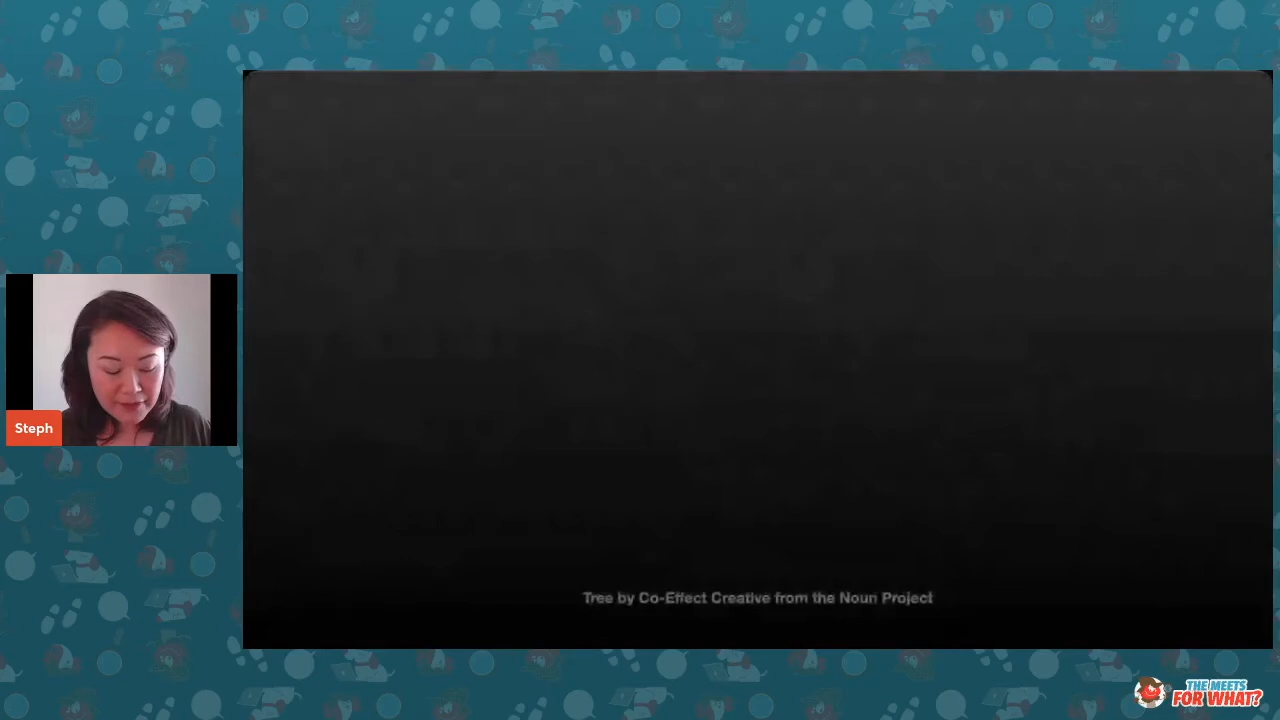 Steph
Tree by Co-Effect Creative from the Noun Project
THE MEETS
FOR WHAT?